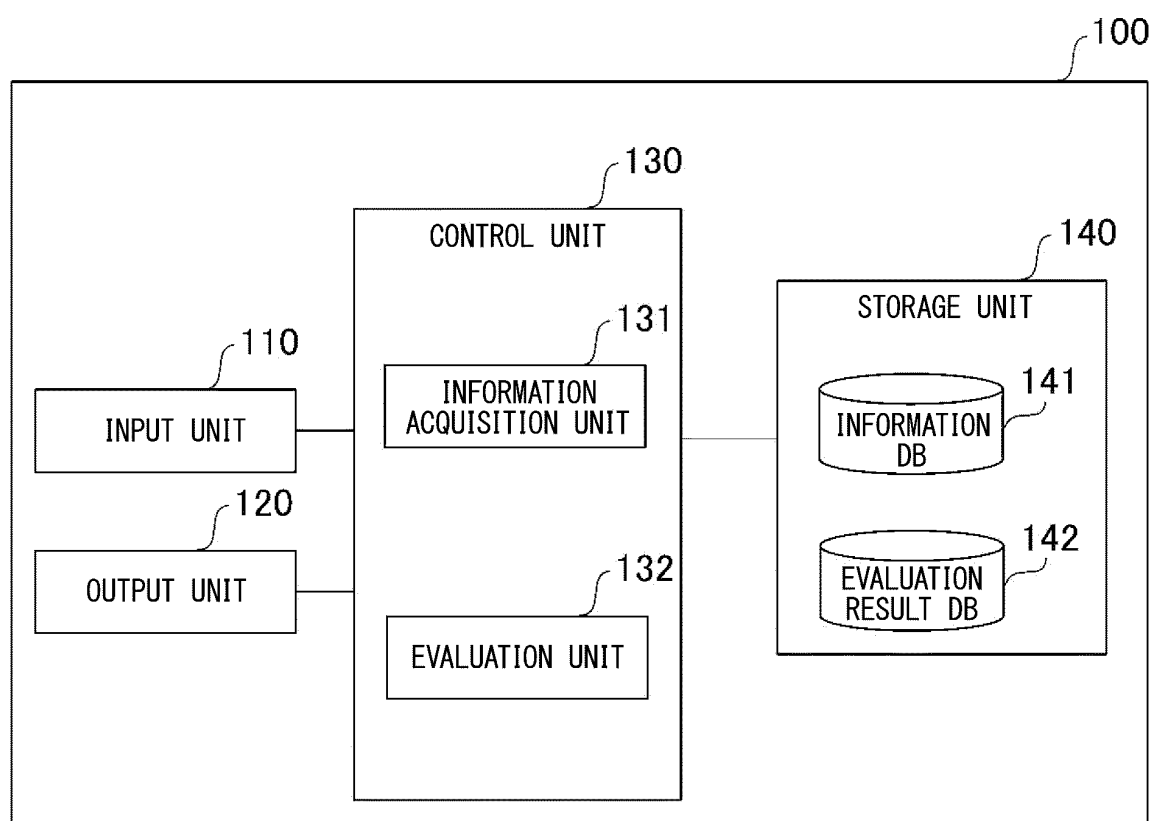 100
130
CONTROL UNIT
140
STORAGE UNIT
131
INFORMATION
ACQUISITION UNIT
110
INPUT UNIT
141
INFORMATION
DB
120
OUTPUT UNIT
132
EVALUATION UNIT
142
EVALUATION
RESULT DB